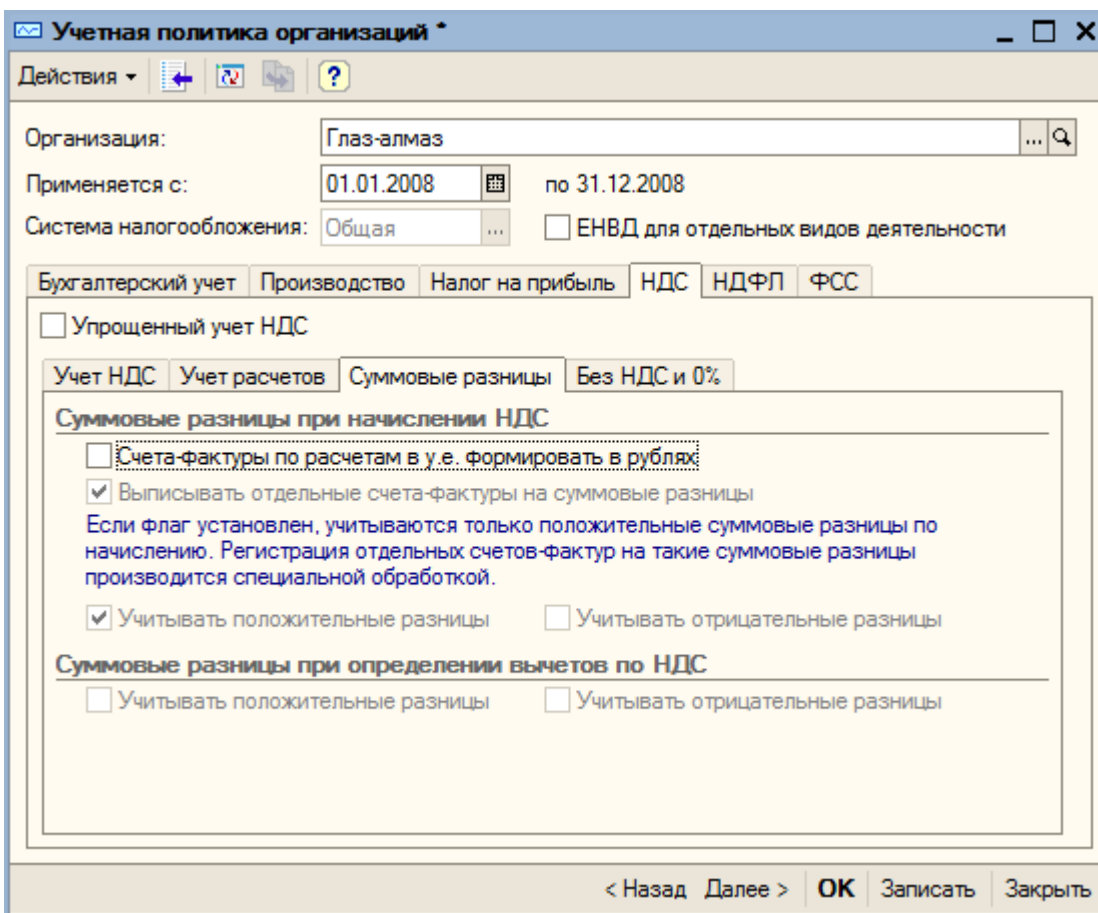 Учетная политика организаций *
Действия
Организация: Глаз-алмаз ...
Применяется с: 01.01.2008 по 31.12.2008
Система налогообложения: Общая ... ЕНВД для отдельных видов деятельности
Бухгалтерский учет Производство Налог на прибыль НДС НДФЛ ФСС
Упрощенный учет НДС
Учет НДС Учет расчетов Суммовые разницы Без НДС и 0%
Суммовые разницы при начислении НДС
Счета-фактуры по расчетам в у.е. формировать в рублях
Выписывать отдельные счета-фактуры на суммовые разницы
Если флаг установлен, учитываются только положительные суммовые разницы по
начислению. Регистрация отдельных счетов-фактур на такие суммовые разницы
производится специальной обработкой.
Учитывать положительные разницы Учитывать отрицательные разницы
Суммовые разницы при определении вычетов по НДС
Учитывать положительные разницы Учитывать отрицательные разницы
< Назад Далее > OK Записать Закрыть